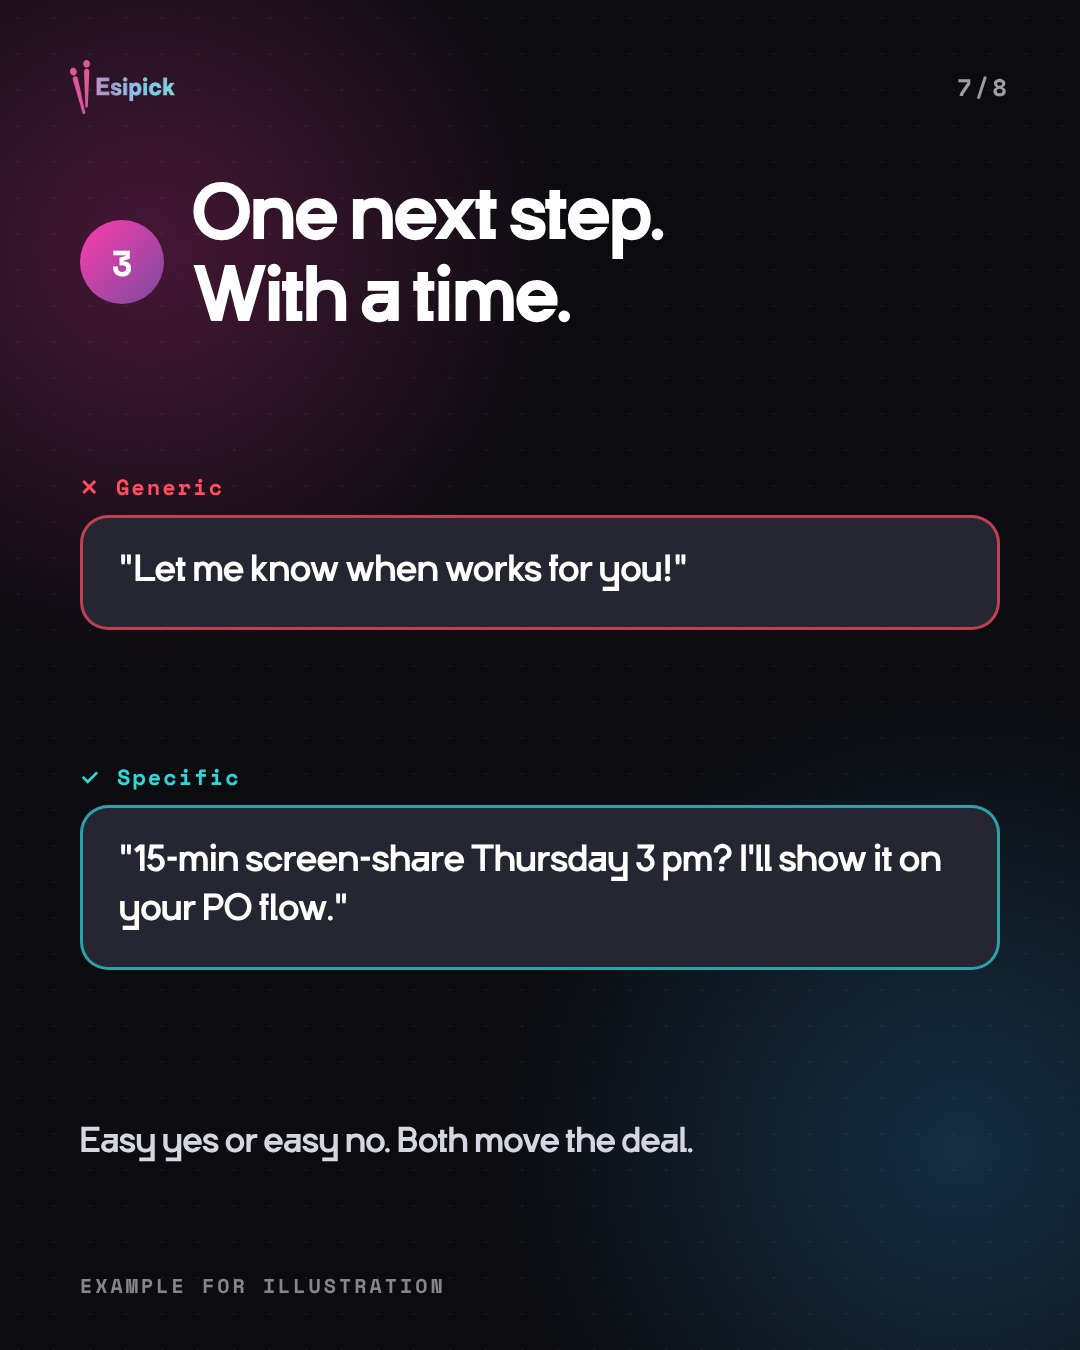 Esipick
7/8
3
One next step.
With a time.
✕ Generic
"Let me know when works for you!"
✓ Specific
"15-min screen-share Thursday 3 pm? I'll show it on
your PO flow."
Easy yes or easy no. Both move the deal.
EXAMPLE FOR ILLUSTRATION